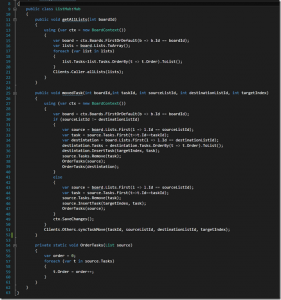 {
public class ListHub:Hub
{
public void getAllLists(int boardId)
{
using (var ctx = new BoardContext())
{
var board = ctx.Boards.FirstOrDefault(b => b.Id == boardId);
var lists = board.Lists.ToArray();
foreach (var list in lists)
{
list.Tasks=list.Tasks.OrderBy(t => t.Order).ToList();
}
Clients.Caller.allLists(lists);
}
}
public void movedTask(int boardId,int taskId, int sourceListId, int destinationListId, int targetIndex)
{
using (var ctx = new BoardContext())
{
var board = ctx.Boards.FirstOrDefault(b => b.Id == boardId);
if (sourceListId != destinationListId)
{
var source = board.Lists.First(l => l.Id == sourceListId);
var task = source.Tasks.First(t=>t.Id==taskId);
var destination = board.Lists.First(l => l.Id == destinationListId);
destination.Tasks = destination.Tasks.OrderBy(t => t.Order).ToList();
destination.InsertTask(targetIndex, task);
source.Tasks.Remove(task);
OrderTasks(source);
OrderTasks(destination);
}
else
{
var source = board.Lists.First(l => l.Id == sourceListId);
var task = source.Tasks.First(t=>t.Id==taskId);
source.Tasks.Remove(task);
source.InsertTask(targetIndex, task);
OrderTasks(source);
}
ctx.SaveChanges();
}
Clients.Others.syncTaskMove(taskId, sourceListId, destinationListId, targetIndex);
}
private static void OrderTasks(List source)
{
var order = 0;
foreach (var t in source.Tasks)
{
t.Order = order++;
}
}
}